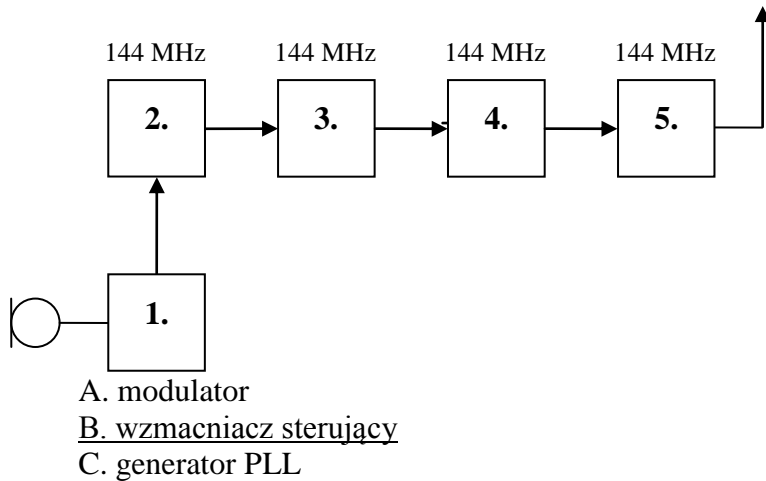 144 MHz 144 MHz 144 MHz 144 MHz
2. 3. 4. 5.
1.
A. modulator
B. wzmacniacz sterujący
C. generator PLL